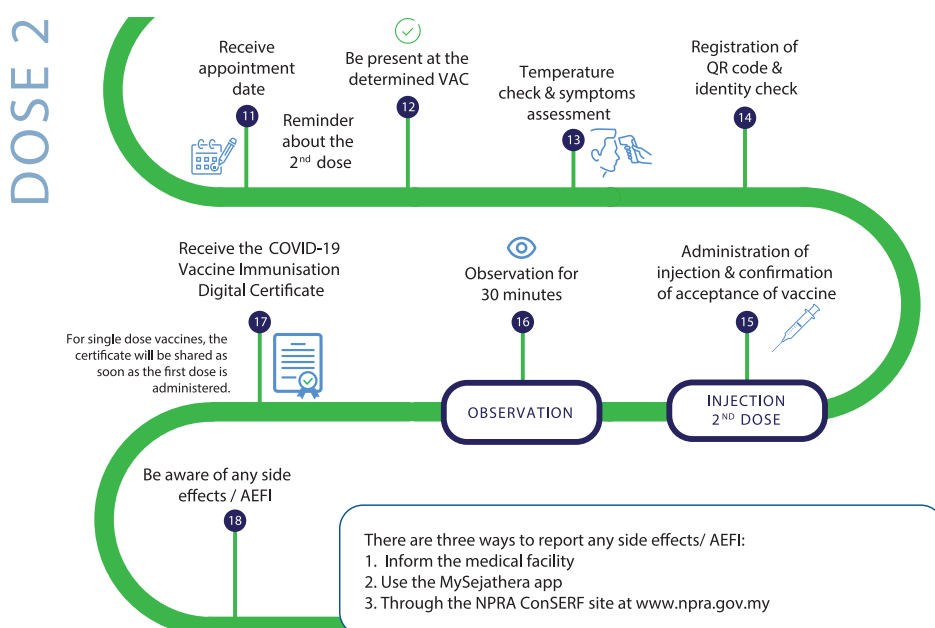 DOSE 2
Receive
appointment
date
11
Reminder
about the
2nd dose
Be present at the
determined VAC
12
Temperature
check & symptoms
assessment
13
Registration of
QR code &
identity check
14
Administration of
injection & confirmation
of acceptance of vaccine
15
INJECTION
2ND DOSE
Observation for
30 minutes
16
OBSERVATION
Receive the COVID-19
Vaccine Immunisation
Digital Certificate
17
For single dose vaccines, the
certificate will be shared as
soon as the first dose is
administered.
Be aware of any side
effects / AEFI
18
There are three ways to report any side effects/ AEFI:
1. Inform the medical facility
2. Use the MySejathera app
3. Through the NPRA ConSERF site at www.npra.gov.my